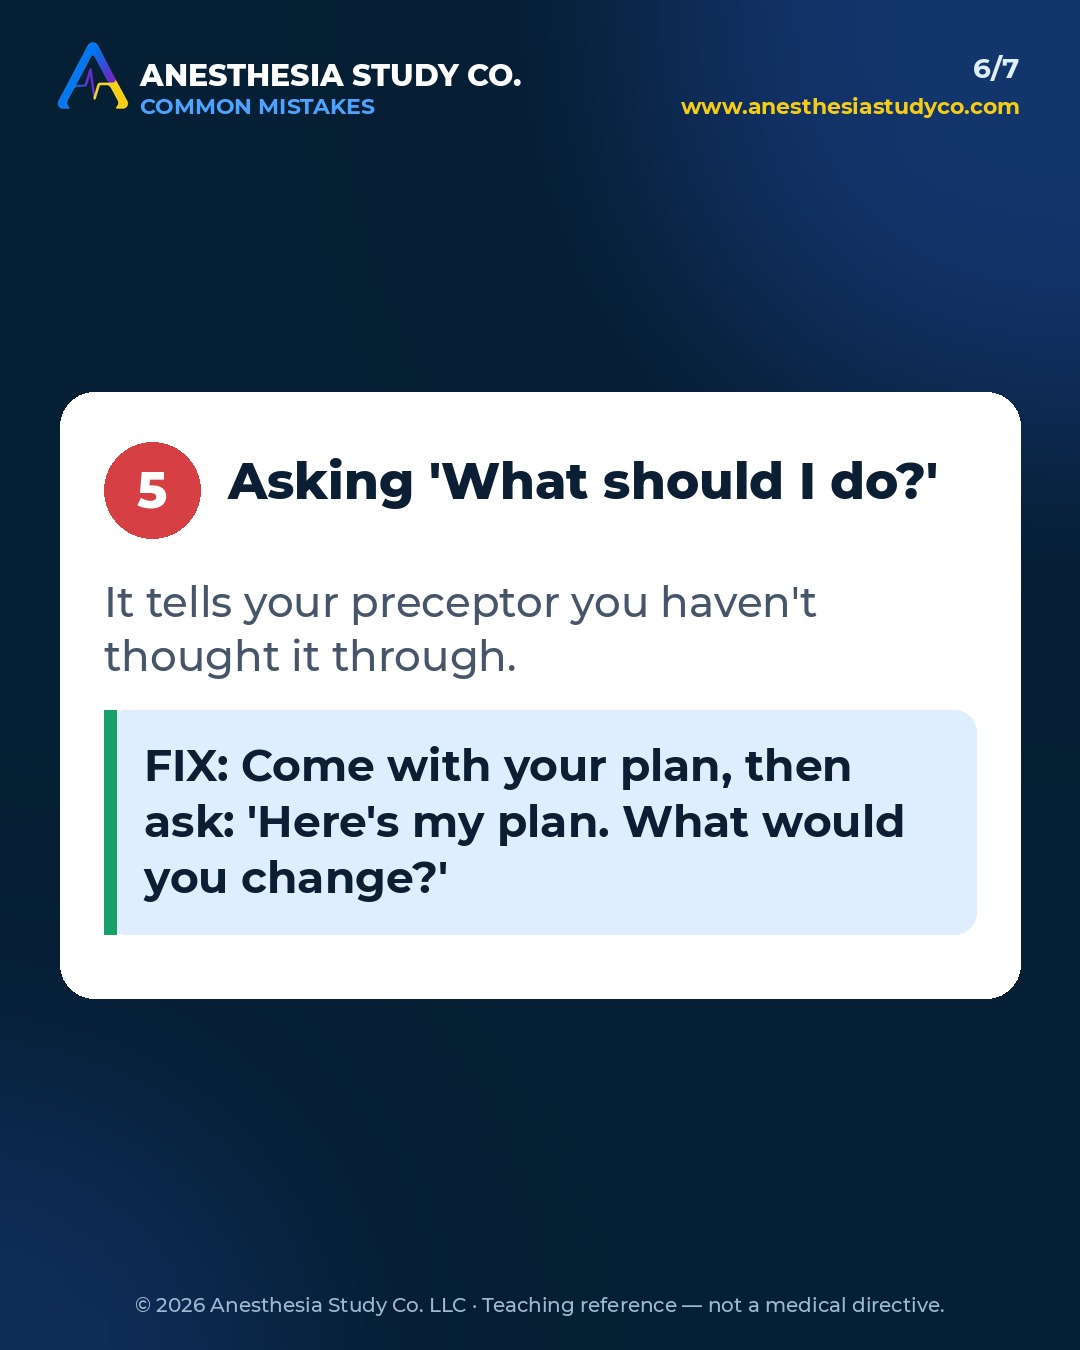 ANESTHESIA STUDY CO.
COMMON MISTAKES
6/7
www.anesthesiastudyco.com
5
Asking 'What should I do?'
It tells your preceptor you haven't
thought it through.
FIX: Come with your plan, then
ask: 'Here's my plan. What would
you change?'
© 2026 Anesthesia Study Co. LLC · Teaching reference — not a medical directive.